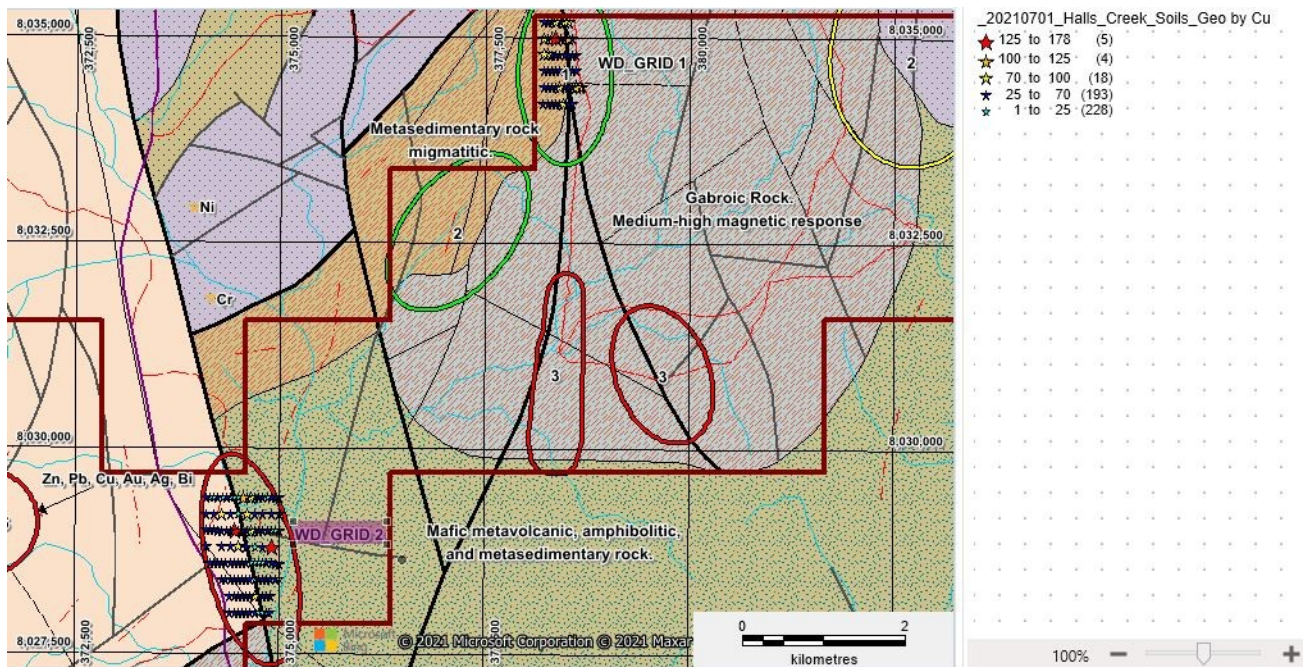 8,035,000
372,500
375,000
377,500
380,000
8,035,000
1
WD_GRID 1
2
Metasedimentary rock
migmatitic.
Ni
Gabroic Rock.
Medium-high magnetic response
8,032,500
2
8,032,500
Cr
3
3
8,030,000
8,030,000
Zn, Pb, Cu, Au, Ag, Bi
WD_GRID 2
Mafic metavolcanic, amphibolitic,
and metasedimentary rock.
8,027,500
372,500
375,000
© 2021 Microsoft Corporation © 2021 Maxar
0 2
kilometres
_20210701_Halls_Creek_Soils_Geo by Cu
125 to 178 (5)
100 to 125 (4)
70 to 100 (18)
25 to 70 (193)
1 to 25 (228)
100%